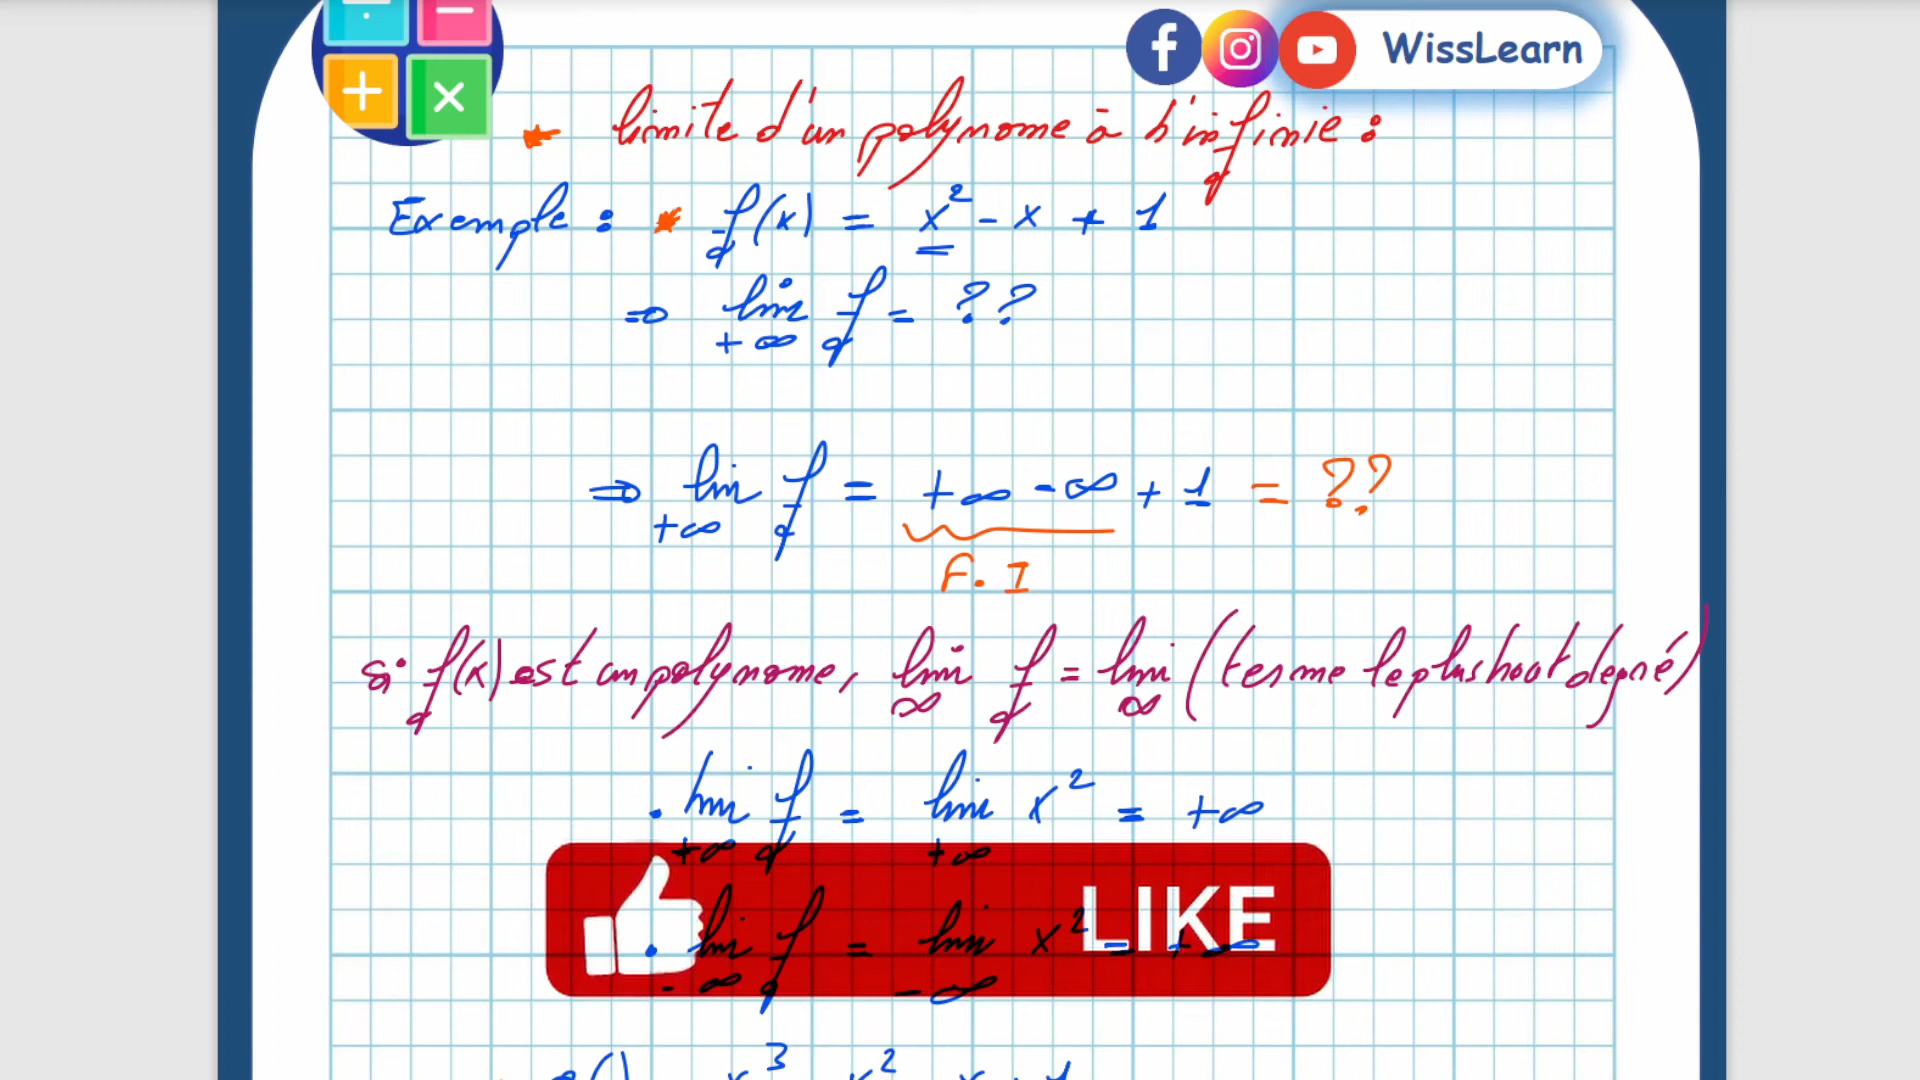 WissLearn
limite d'un polynome à l'infinie :
Exemple : * f(x) = x² - x + 1
⇒ lim f = ??
+∞
⇒ lim f = +∞ - ∞ + 1 = ??
+∞
F. I
si f(x) est un polynome, lim f = lim (terme le plus haut degré)
∞ ∞
. lim f = lim x² = +∞
+∞ +∞
LIKE
. lim f = lim x² = +∞
-∞ -∞